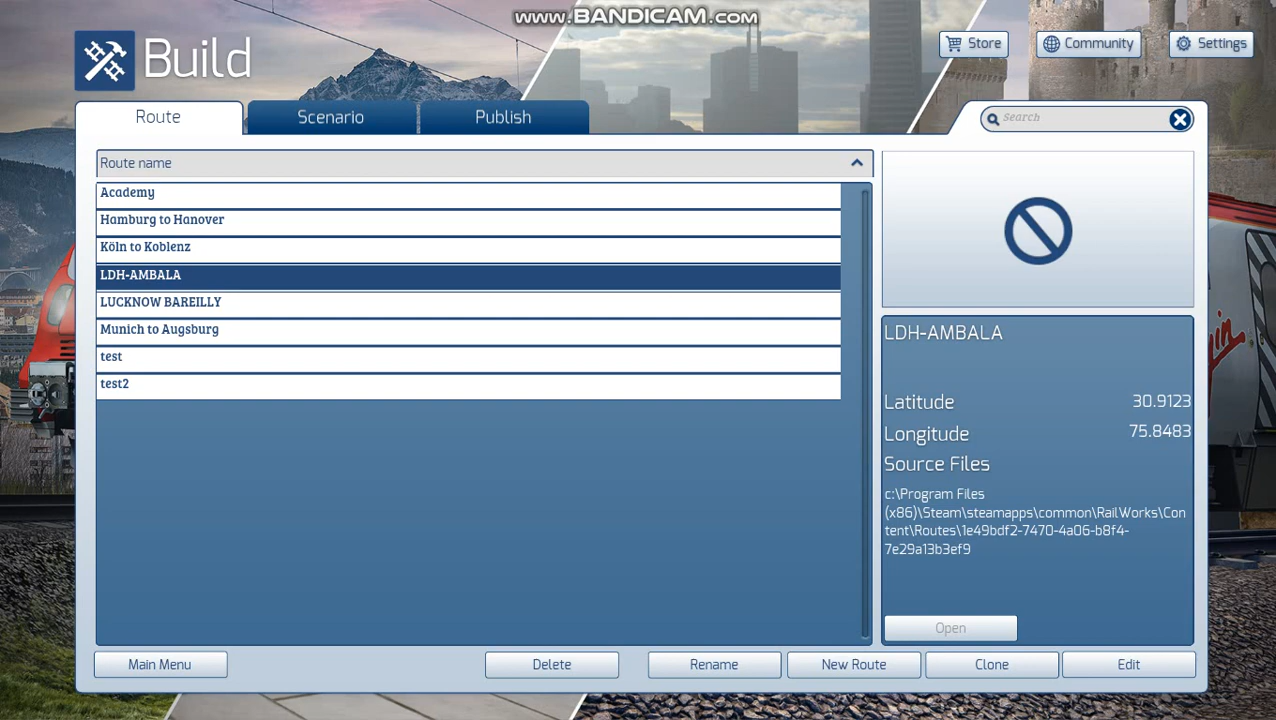 www.BANDICAM.com
Build
Store
Community
Settings
Route
Scenario
Publish
Search
Route name
Academy
Hamburg to Hanover
Köln to Koblenz
LDH-AMBALA
LUCKNOW BAREILLY
Munich to Augsburg
test
test2
LDH-AMBALA
Latitude 30.9123
Longitude 75.8483
Source Files
c:\Program Files
(x86)\Steam\steamapps\common\RailWorks\Con
tent\Routes\1e49bdf2-7470-4a06-b8f4-
7e29a13b3ef9
Open
Main Menu
Delete
Rename
New Route
Clone
Edit